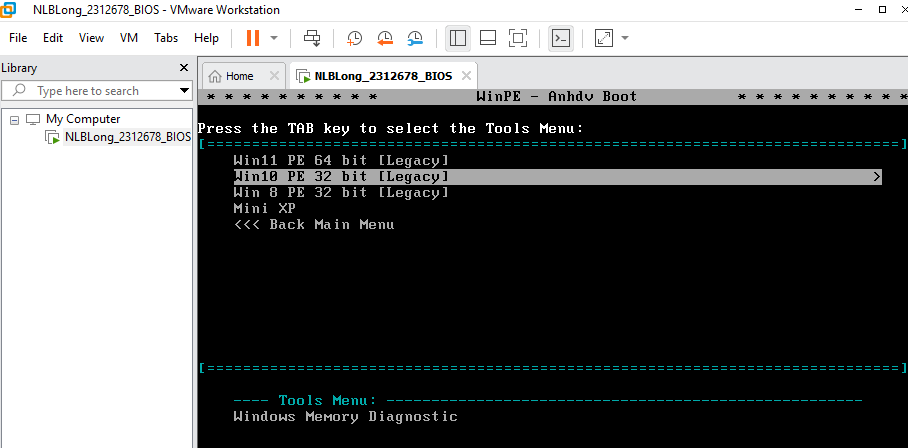 NLBLong_2312678_BIOS - VMware Workstation
File Edit View VM Tabs Help
Library
Type here to search
My Computer
NLBLong_2312678_BIOS
Home
NLBLong_2312678_BIOS
* * * * * * * * * * WinPE - Anhdv Boot * * * * * * * * * *
Press the TAB key to select the Tools Menu:
[=============================================================================]
Win11 PE 64 bit [Legacy]
Win10 PE 32 bit [Legacy] >
Win 8 PE 32 bit [Legacy]
Mini XP
<<< Back Main Menu
[=============================================================================]
---- Tools Menu: -----------------------------------------------------
Windows Memory Diagnostic